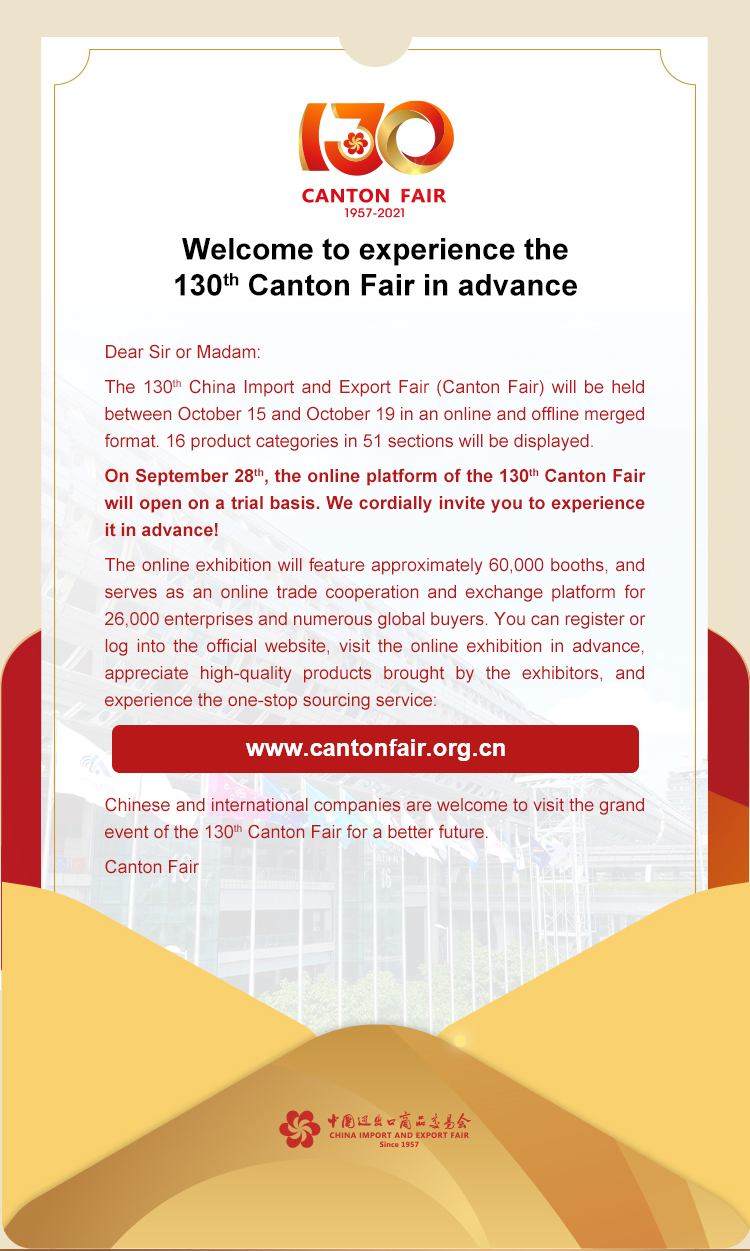 130
CANTON FAIR
1957-2021
Welcome to experience the
130th Canton Fair in advance
Dear Sir or Madam:
The 130th China Import and Export Fair (Canton Fair) will be held
between October 15 and October 19 in an online and offline merged
format. 16 product categories in 51 sections will be displayed.
On September 28th, the online platform of the 130th Canton Fair
will open on a trial basis. We cordially invite you to experience
it in advance!
The online exhibition will feature approximately 60,000 booths, and
serves as an online trade cooperation and exchange platform for
26,000 enterprises and numerous global buyers. You can register or
log into the official website, visit the online exhibition in advance,
appreciate high-quality products brought by the exhibitors, and
experience the one-stop sourcing service:
www.cantonfair.org.cn
Chinese and international companies are welcome to visit the grand
event of the 130th Canton Fair for a better future.
Canton Fair
中国进出口商品交易会
CHINA IMPORT AND EXPORT FAIR
Since 1957